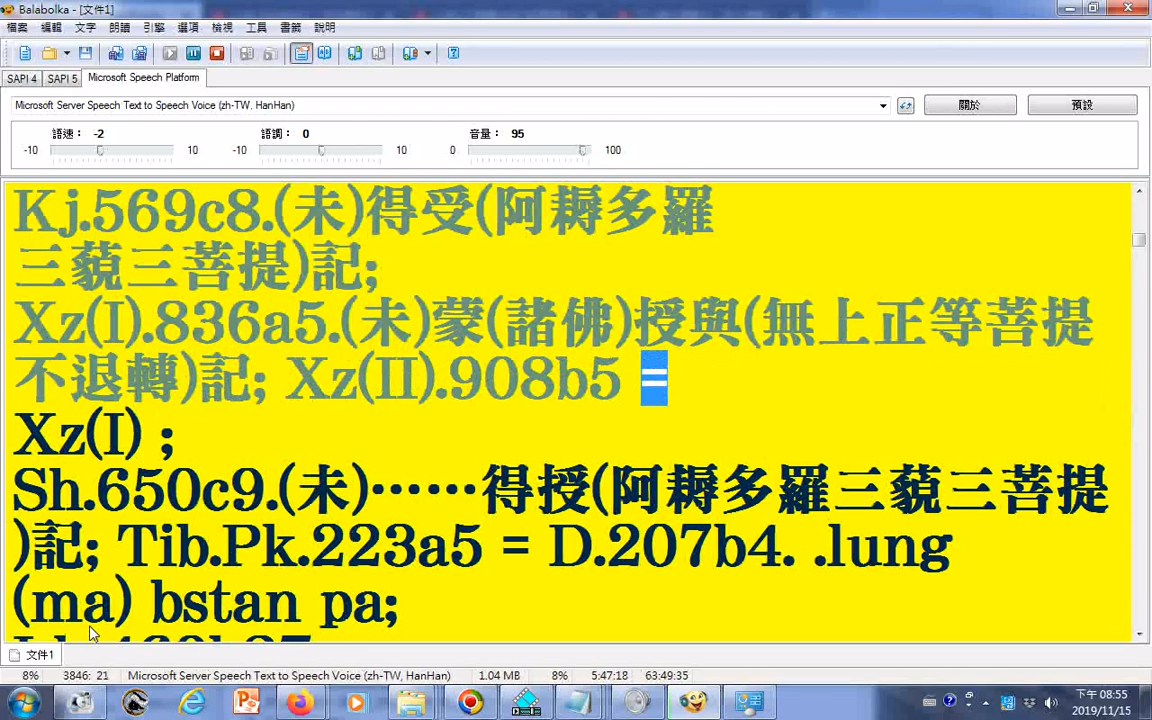 Balabolka - [文件1]
檔案 編輯 文字 朗讀 引擎 選項 檢視 工具 書籤 說明
SAPI 4 SAPI 5 Microsoft Speech Platform
Microsoft Server Speech Text to Speech Voice (zh-TW, HanHan) 關於 預設
語速： -2 語調： 0 音量： 95
-10 10 -10 10 0 100
Kj.569c8.(未)得受(阿耨多羅
三藐三菩提)記;
Xz(I).836a5.(未)蒙(諸佛)授與(無上正等菩提
不退轉)記; Xz(II).908b5 =
Xz(I) ;
Sh.650c9.(未)……得授(阿耨多羅三藐三菩提
)記; Tib.Pk.223a5 = D.207b4. .lung
(ma) bstan pa;
文件1
8% 3846: 21 Microsoft Server Speech Text to Speech Voice (zh-TW, HanHan) 1.04 MB 8% 5:47:18 63:49:35
下午 08:55
2019/11/15